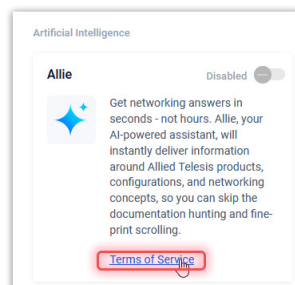 Artificial Intelligence
Allie
Disabled
Get networking answers in
seconds - not hours. Allie, your
AI-powered assistant, will
instantly deliver information
around Allied Telesis products,
configurations, and networking
concepts, so you can skip the
documentation hunting and fine-
print scrolling.
Terms of Service